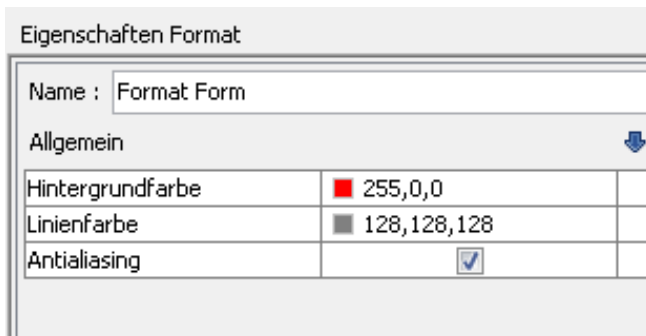 Eigenschaften Format
Name : Format Form
Allgemein
Hintergrundfarbe 255,0,0
Linienfarbe 128,128,128
Antialiasing